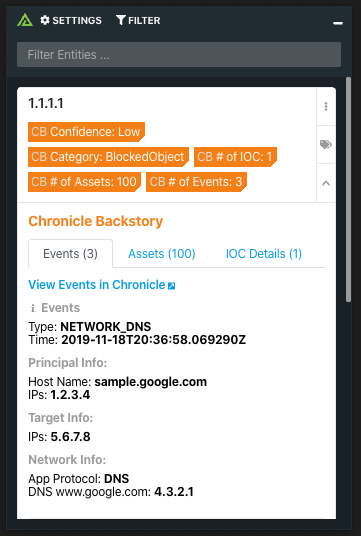 SETTINGS FILTER
Filter Entities ...
1.1.1.1
CB Confidence: Low
CB Category: BlockedObject CB # of IOC: 1
CB # of Assets: 100 CB # of Events: 3
Chronicle Backstory
Events (3) Assets (100) IOC Details (1)
View Events in Chronicle
i Events
Type: NETWORK_DNS
Time: 2019-11-18T20:36:58.069290Z
Principal Info:
Host Name: sample.google.com
IPs: 1.2.3.4
Target Info:
IPs: 5.6.7.8
Network Info:
App Protocol: DNS
DNS www.google.com: 4.3.2.1